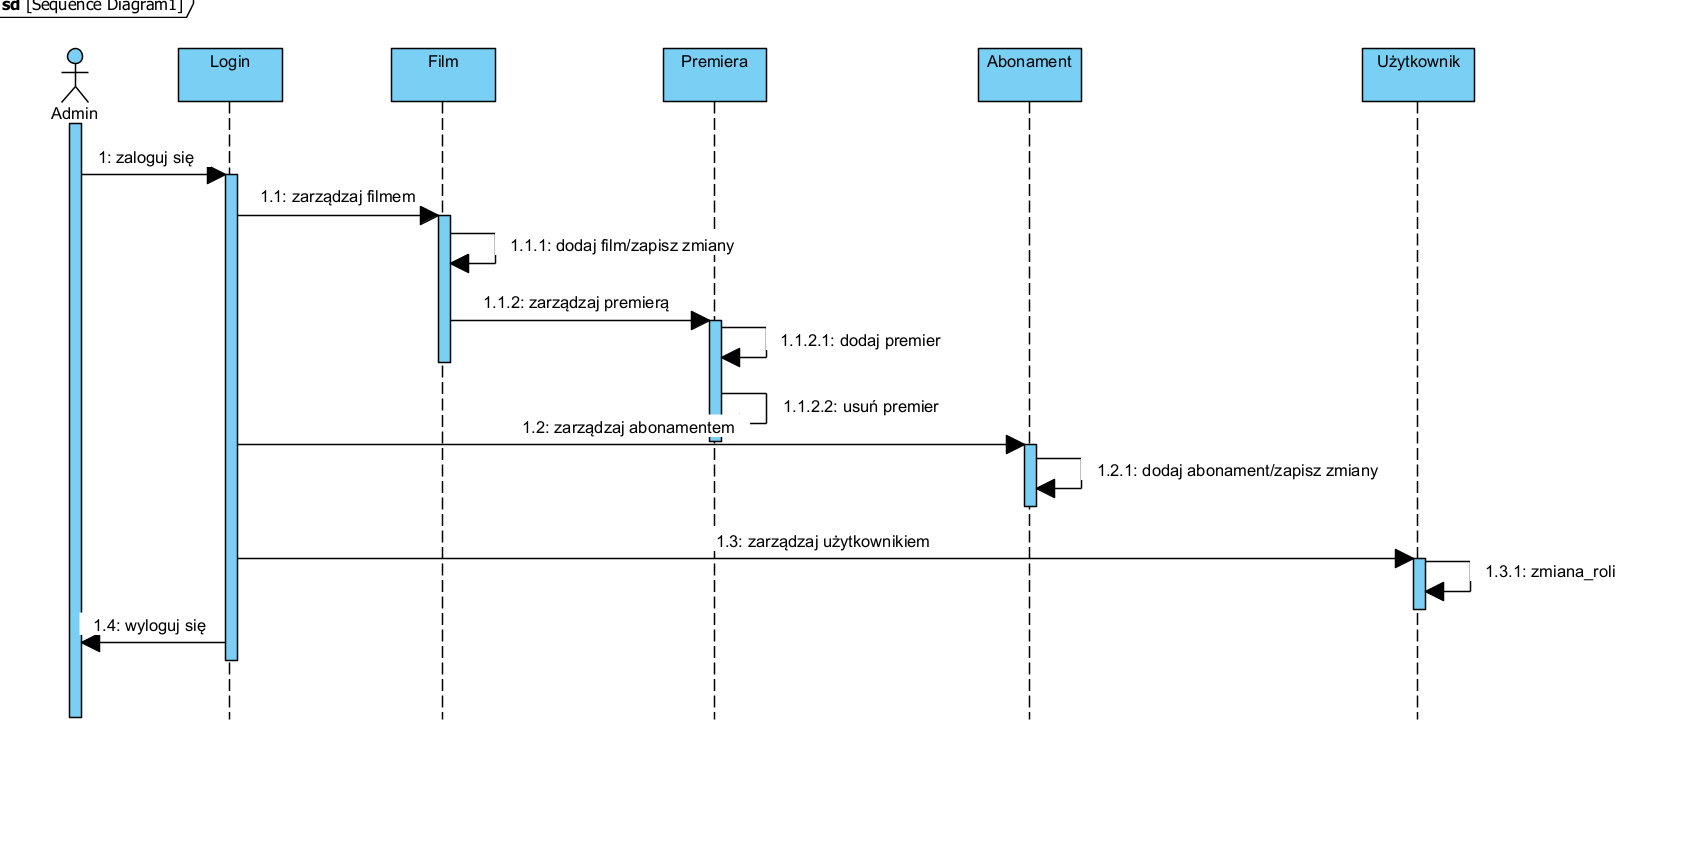 sd [Sequence Diagram1]
Login
Film
Premiera
Abonament
Użytkownik
Admin
1: zaloguj się
1.1: zarządzaj filmem
1.1.1: dodaj film/zapisz zmiany
1.1.2: zarządzaj premierą
1.1.2.1: dodaj premier
1.1.2.2: usuń premier
1.2: zarządzaj abonamentem
1.2.1: dodaj abonament/zapisz zmiany
1.3: zarządzaj użytkownikiem
1.3.1: zmiana_roli
1.4: wyloguj się